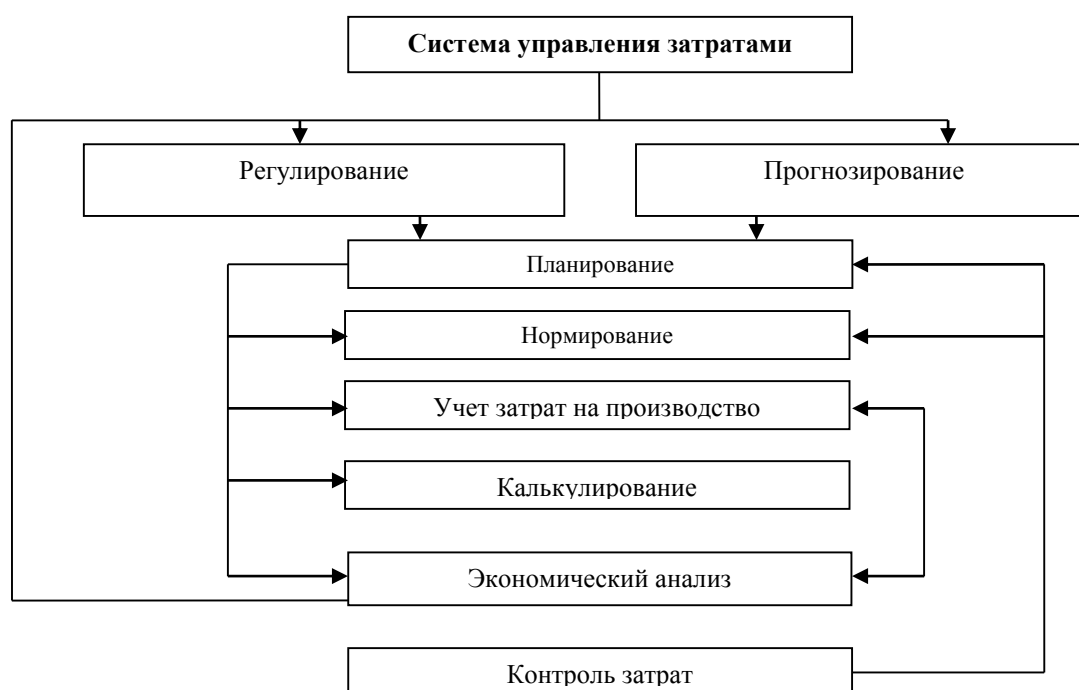 Система управления затратами
Регулирование
Прогнозирование
Планирование
Нормирование
Учет затрат на производство
Калькулирование
Экономический анализ
Контроль затрат